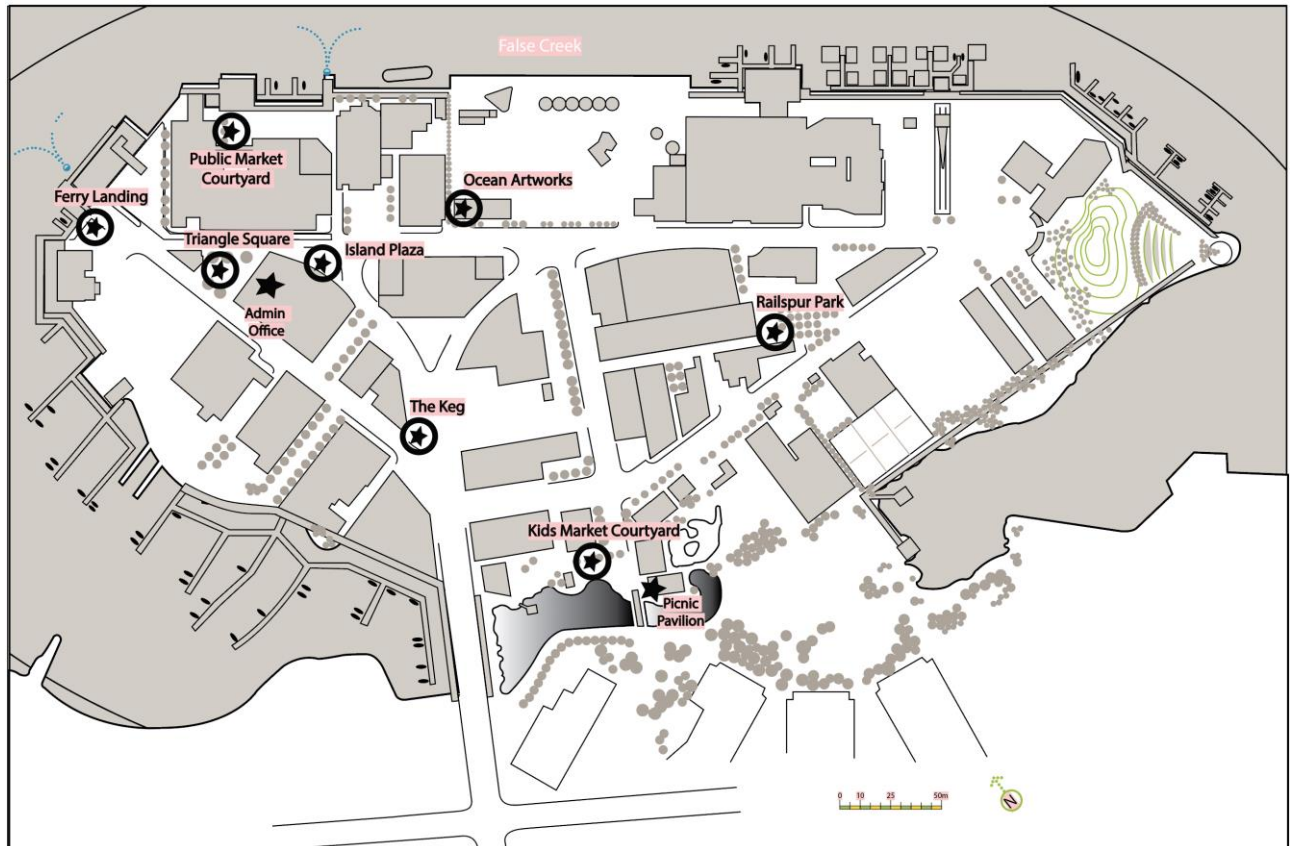 False Creek
Public Market
Courtyard
Ferry Landing
Ocean Artworks
Triangle Square
Island Plaza
Admin
Office
Railspur Park
The Keg
Kids Market Courtyard
Picnic
Pavilion
0 10 25 50m
N